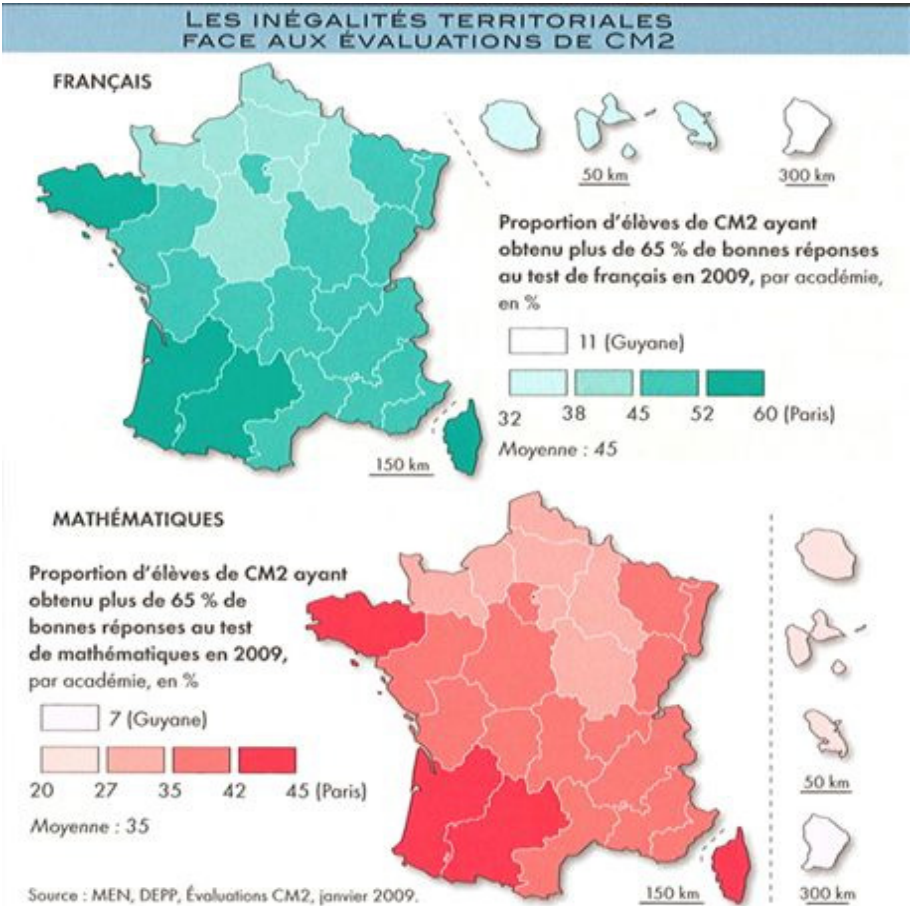 LES INÉGALITÉS TERRITORIALES
FACE AUX ÉVALUATIONS DE CM2
FRANÇAIS
50 km
300 km
Proportion d'élèves de CM2 ayant
obtenu plus de 65 % de bonnes réponses
au test de français en 2009, par académie,
en %
11 (Guyane)
32 38 45 52 60 (Paris)
Moyenne : 45
150 km
MATHÉMATIQUES
Proportion d'élèves de CM2 ayant
obtenu plus de 65 % de
bonnes réponses au test
de mathématiques en 2009,
par académie, en %
7 (Guyane)
20 27 35 42 45 (Paris)
Moyenne : 35
50 km
Source : MEN, DEPP, Évaluations CM2, janvier 2009.
150 km
300 km